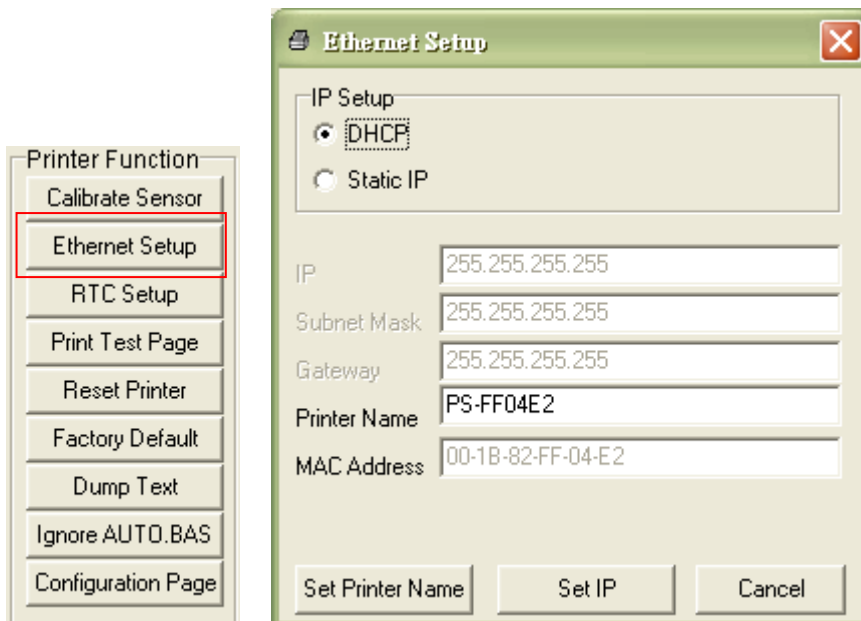 Printer Function
Calibrate Sensor
Ethernet Setup
RTC Setup
Print Test Page
Reset Printer
Factory Default
Dump Text
Ignore AUTO.BAS
Configuration Page
Ethernet Setup
IP Setup
DHCP
Static IP
IP 255.255.255.255
Subnet Mask 255.255.255.255
Gateway 255.255.255.255
Printer Name PS-FF04E2
MAC Address 00-1B-82-FF-04-E2
Set Printer Name Set IP Cancel